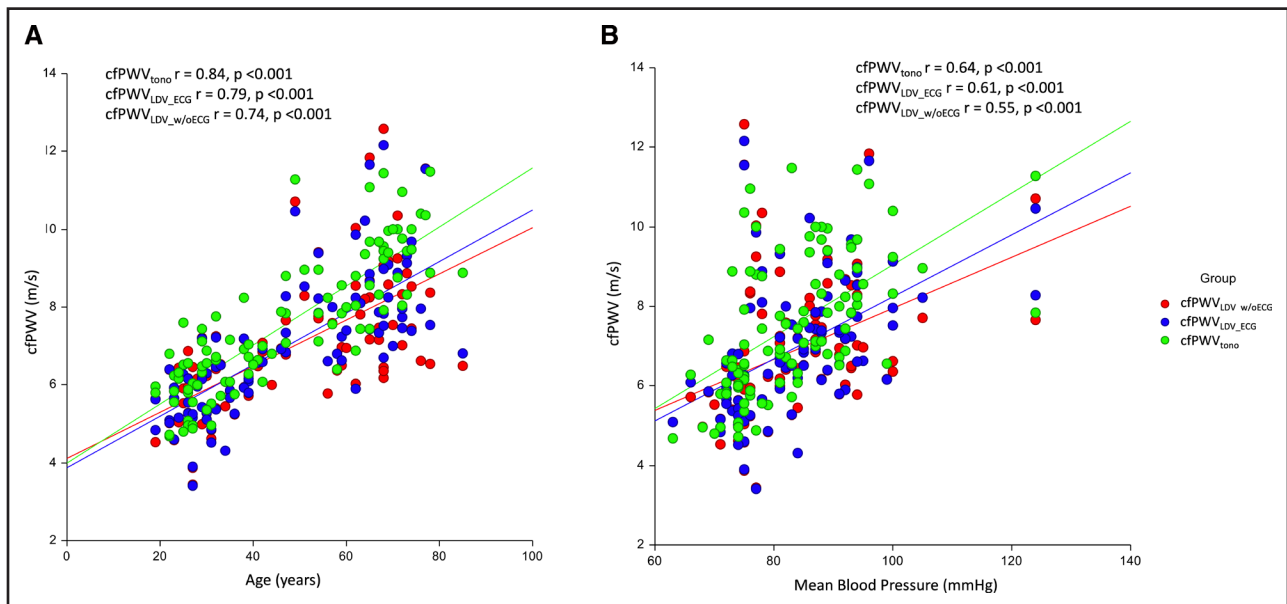 A
cfPWVtono r = 0.84, p <0.001
cfPWVLDV_ECG r = 0.79, p <0.001
cfPWVLDV_w/oECG r = 0.74, p <0.001
14
12
10
8
6
4
2
cfPWV (m/s)
0 20 40 60 80 100
Age (years)
B
cfPWVtono r = 0.64, p <0.001
cfPWVLDV_ECG r = 0.61, p <0.001
cfPWVLDV_w/oECG r = 0.55, p <0.001
14
12
10
8
6
4
2
cfPWV (m/s)
60 80 100 120 140
Mean Blood Pressure (mmHg)
Group
cfPWVLDV_w/oECG
cfPWVLDV_ECG
cfPWVtono